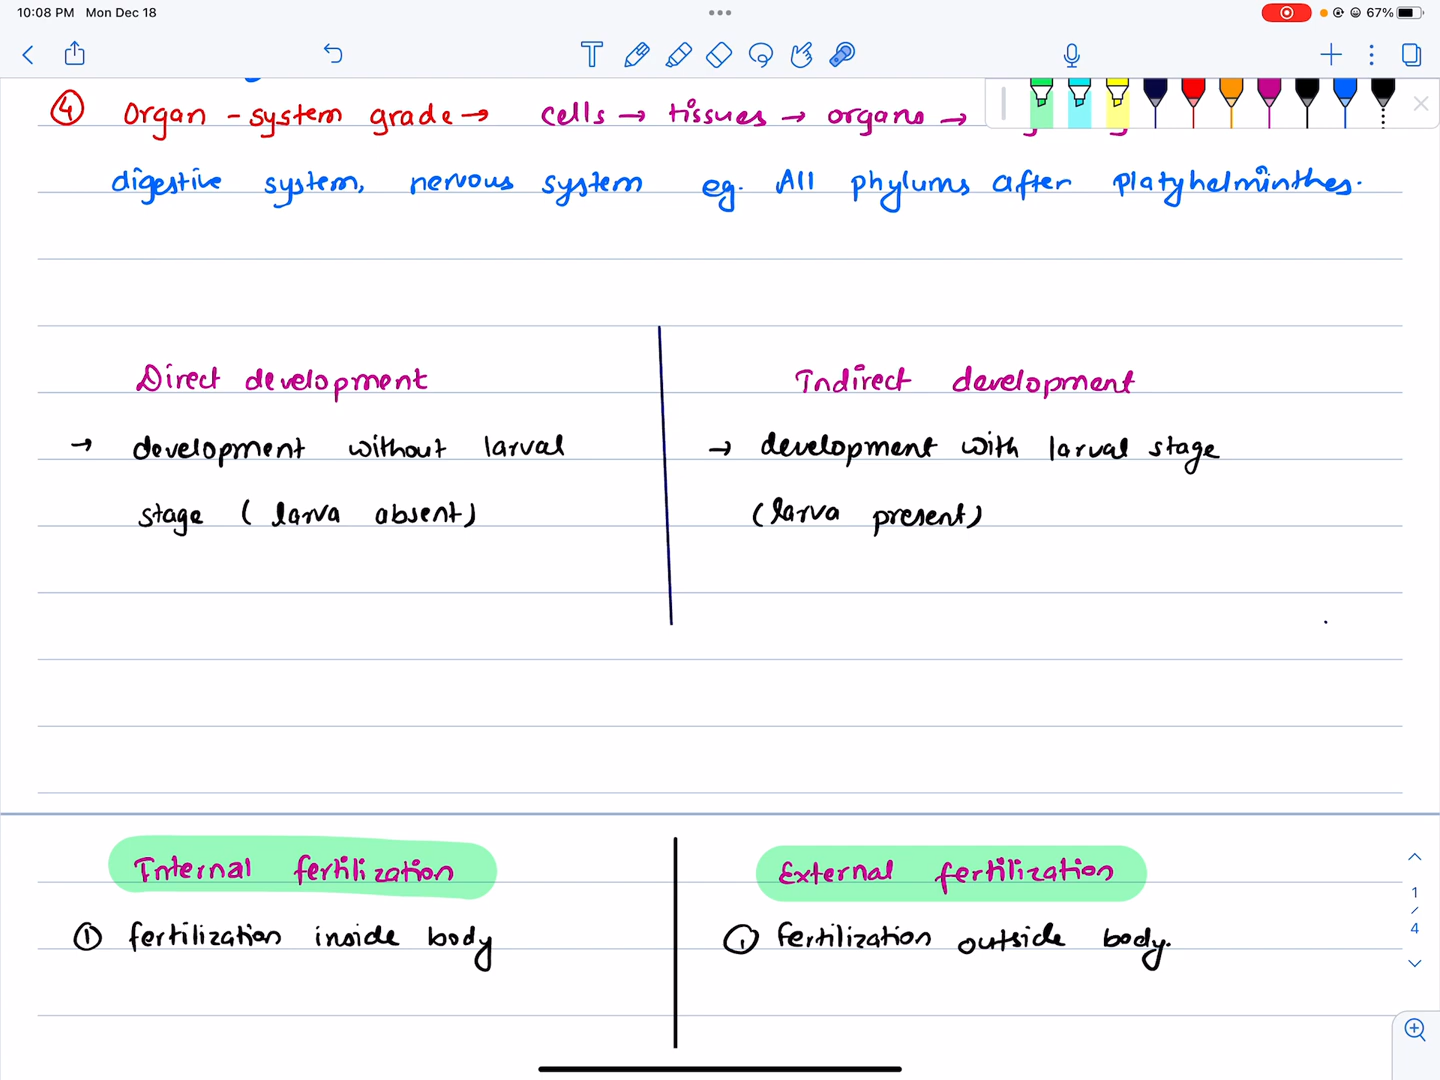 10:08 PM Mon Dec 18
67%
④ Organ - system grade → cells → tissues → organs →
digestive system, nervous system eg. All phylums after platyhelminthes.
Direct development
Indirect development
→ development without larval
stage (larva absent)
→ development with larval stage
(larva present)
Internal fertilization
External fertilization
① fertilization inside body
① fertilization outside body.
1
/
4